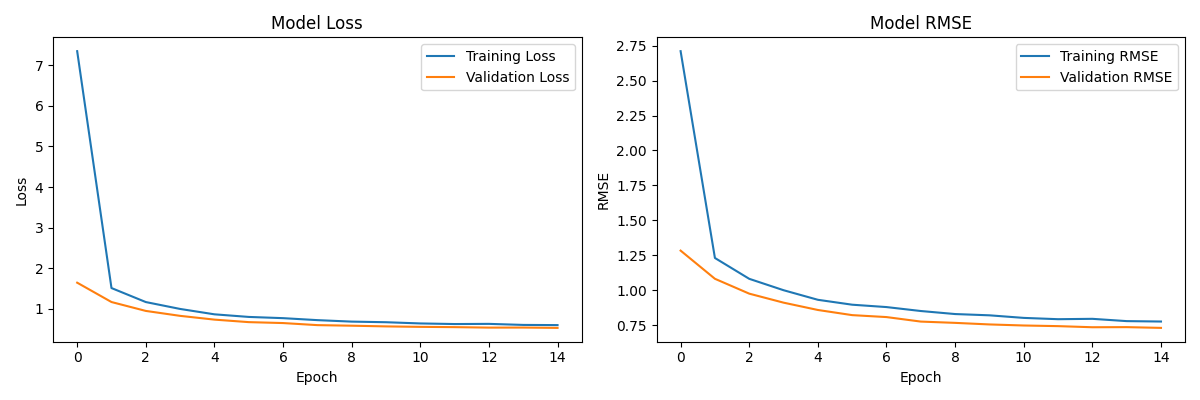 Model Loss
Training Loss
Validation Loss
Loss
7
6
5
4
3
2
1
0 2 4 6 8 10 12 14
Epoch
Model RMSE
Training RMSE
Validation RMSE
RMSE
2.75
2.50
2.25
2.00
1.75
1.50
1.25
1.00
0.75
0 2 4 6 8 10 12 14
Epoch